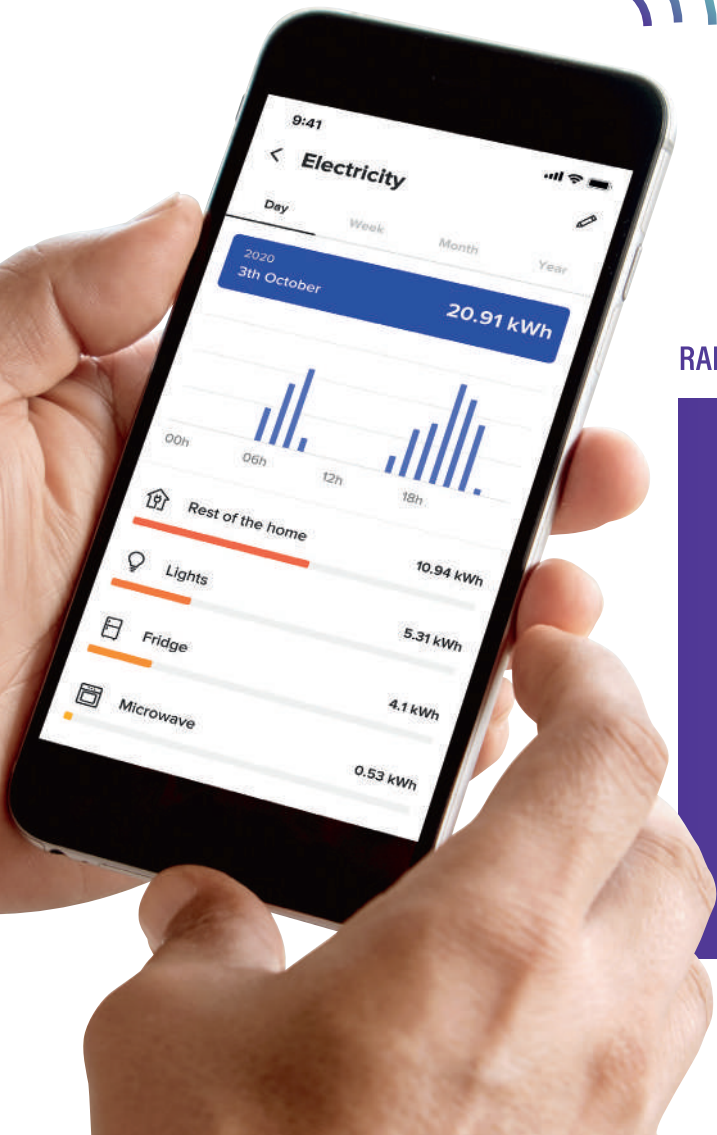 9:41
< Electricity
Day Week Month Year
2020
3th October 20.91 kWh
00h 06h 12h 18h
Rest of the home 10.94 kWh
Lights 5.31 kWh
Fridge 4.1 kWh
Microwave 0.53 kWh